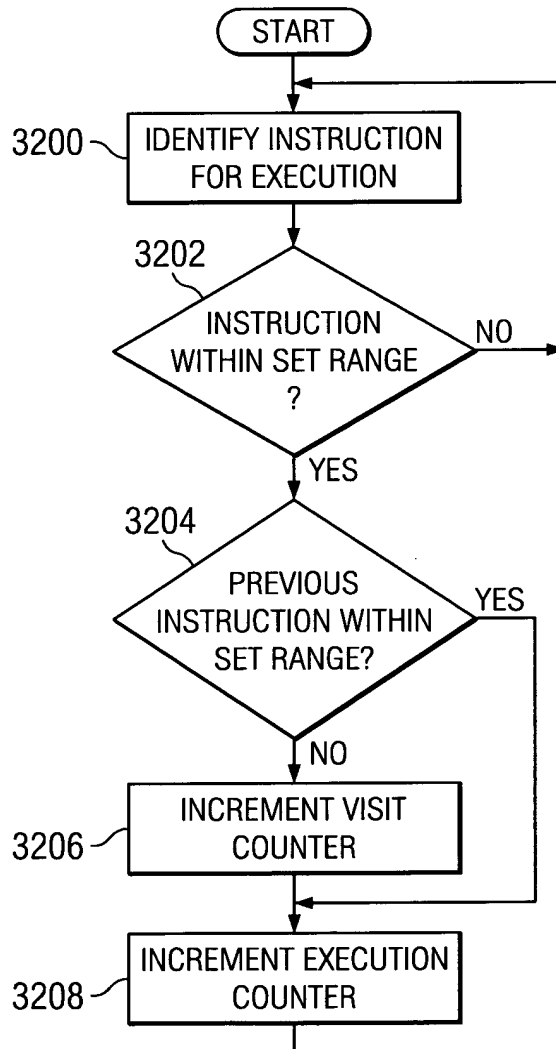 START
3200
IDENTIFY INSTRUCTION
FOR EXECUTION
3202
INSTRUCTION
WITHIN SET RANGE
?
NO
YES
3204
PREVIOUS
INSTRUCTION WITHIN
SET RANGE?
YES
NO
3206
INCREMENT VISIT
COUNTER
3208
INCREMENT EXECUTION
COUNTER